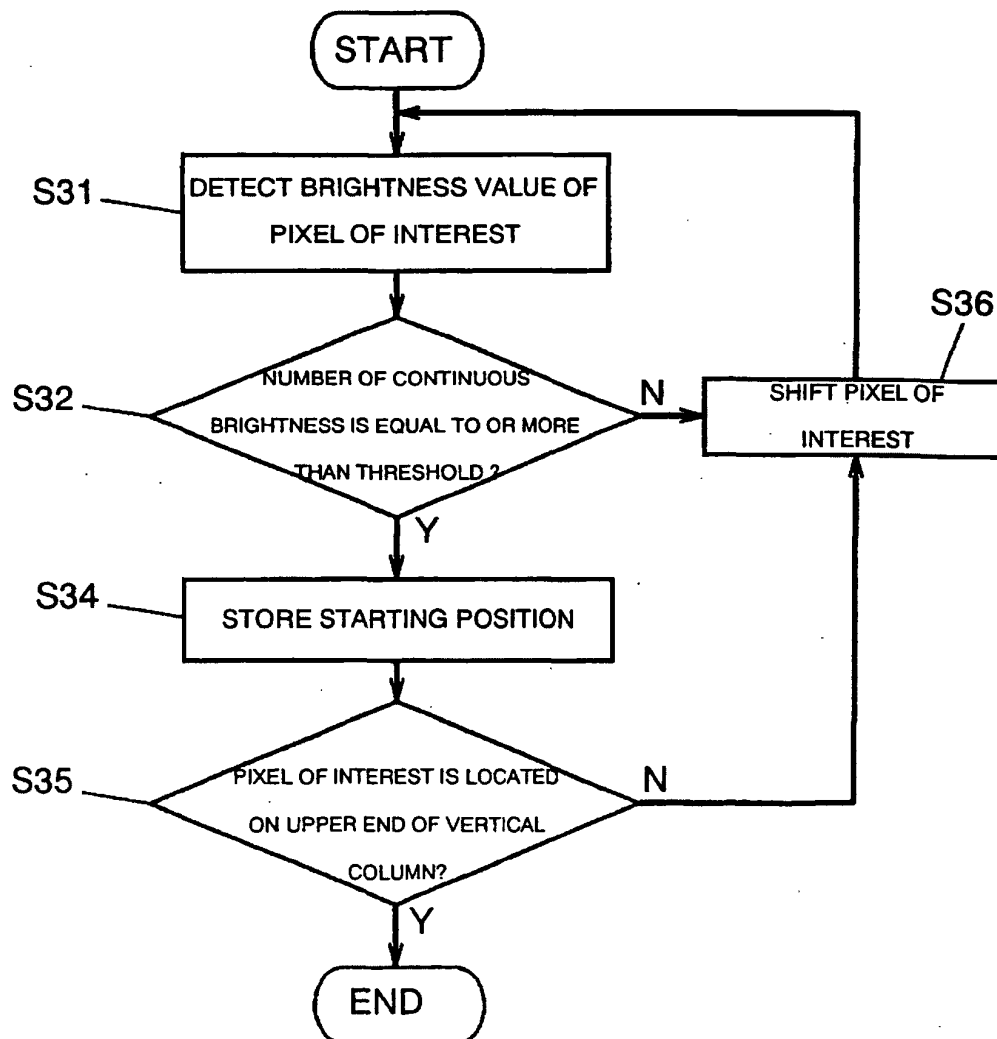 START
S31
DETECT BRIGHTNESS VALUE OF
PIXEL OF INTEREST
S36
SHIFT PIXEL OF
INTEREST
S32
NUMBER OF CONTINUOUS
BRIGHTNESS IS EQUAL TO OR MORE
THAN THRESHOLD ?
N
Y
S34
STORE STARTING POSITION
S35
PIXEL OF INTEREST IS LOCATED
ON UPPER END OF VERTICAL
COLUMN?
N
Y
END